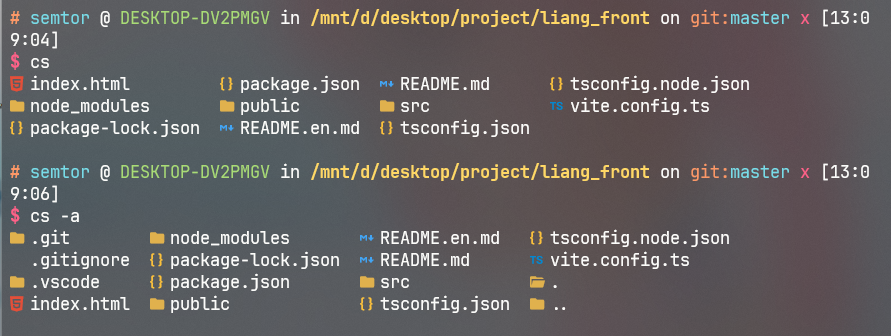 # semtor @ DESKTOP-DV2PMGV in /mnt/d/desktop/project/liang_front on git:master x [13:0
9:04]
$ cs
index.html {} package.json M↓ README.md {} tsconfig.node.json
node_modules public src TS vite.config.ts
{} package-lock.json M↓ README.en.md {} tsconfig.json
# semtor @ DESKTOP-DV2PMGV in /mnt/d/desktop/project/liang_front on git:master x [13:0
9:06]
$ cs -a
.git node_modules M↓ README.en.md {} tsconfig.node.json
.gitignore {} package-lock.json M↓ README.md TS vite.config.ts
.vscode {} package.json src .
index.html public {} tsconfig.json ..